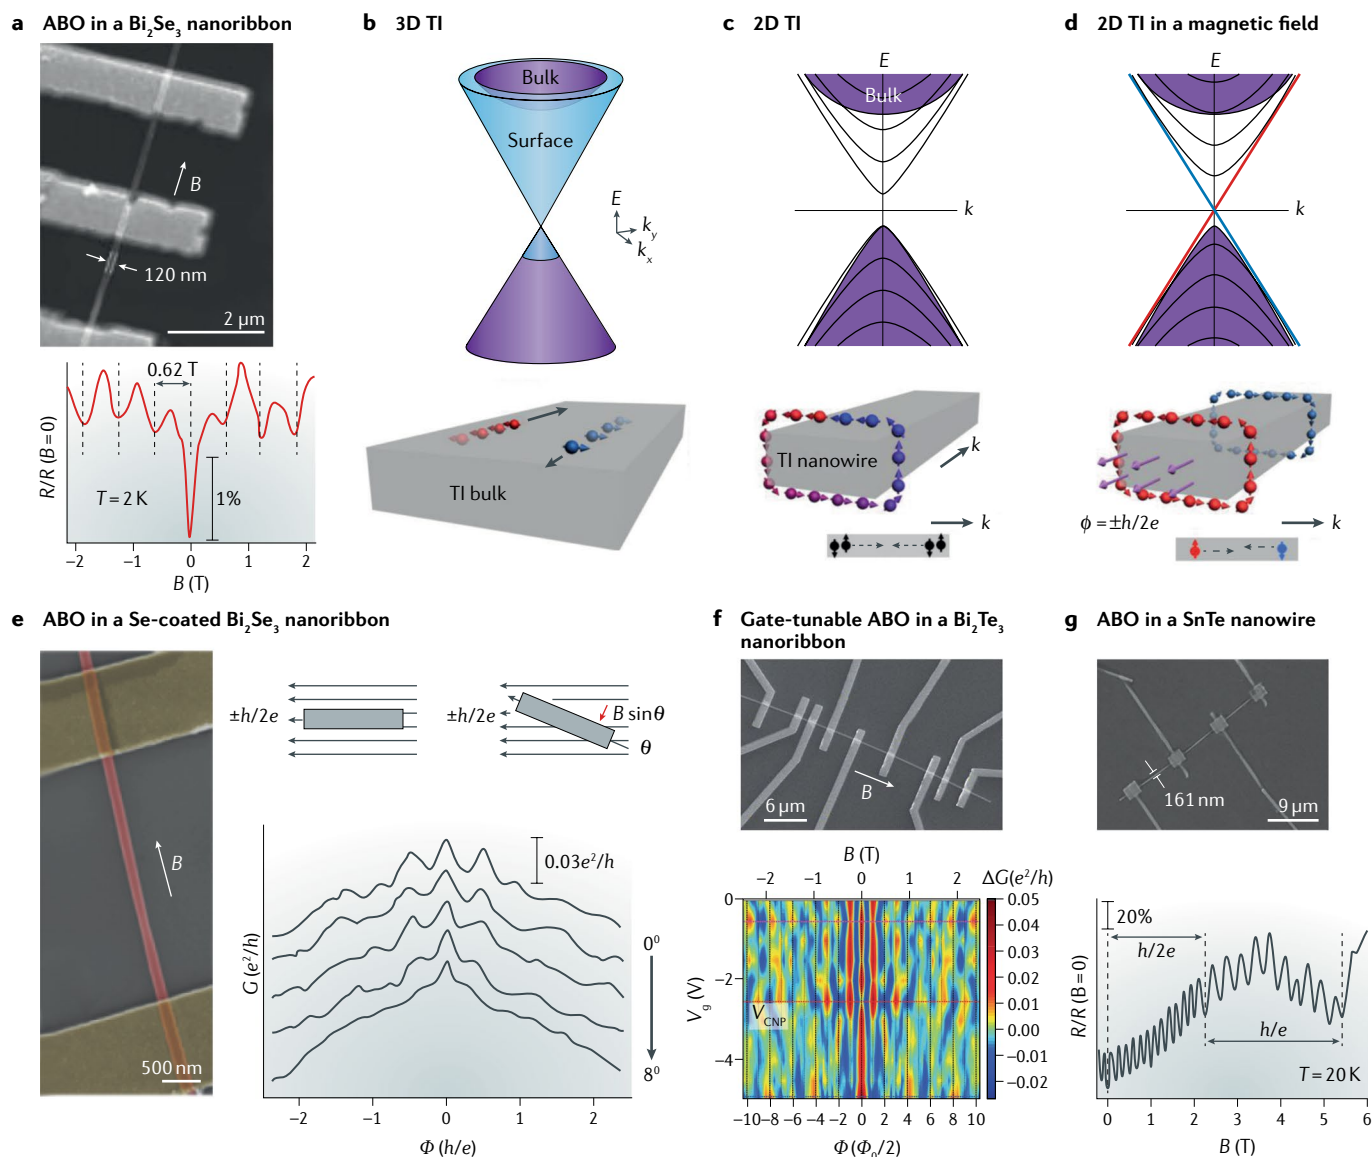 a ABO in a Bi₂Se₃ nanoribbon
B
120 nm
2 μm
0.62 T
R/R (B = 0)
T = 2 K
1%
−2 −1 0 1 2
B (T)
b 3D TI
Bulk
Surface
E
k_y
k_x
TI bulk
c 2D TI
E
Bulk
k
TI nanowire
k
k
d 2D TI in a magnetic field
E
k
ϕ = ±h/2e
k
e ABO in a Se-coated Bi₂Se₃ nanoribbon
B
500 nm
±h/2e
±h/2e
B sinθ
θ
0.03e²/h
G (e²/h)
0⁰
8⁰
−2 −1 0 1 2
Φ (h/e)
f Gate-tunable ABO in a Bi₂Te₃
nanoribbon
B
6 μm
B (T)
−2 −1 0 1 2
ΔG(e²/h)
0
−2
−4
V_g (V)
V_CNP
0.05
0.04
0.03
0.02
0.01
0.00
−0.01
−0.02
−10 −8 −6 −4 −2 0 2 4 6 8 10
Φ (Φ₀/2)
g ABO in a SnTe nanowire
161 nm
9 μm
20%
h/2e
h/e
R/R (B = 0)
T = 20 K
0 1 2 3 4 5 6
B (T)